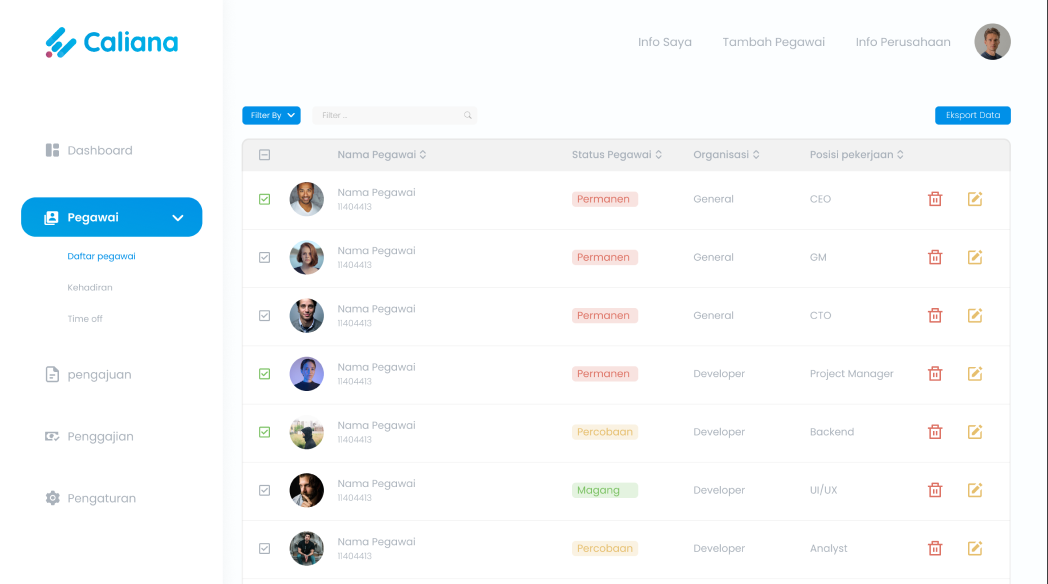 Caliana
Info Saya
Tambah Pegawai
Info Perusahaan
Dashboard
Pegawai
Daftar pegawai
Kehadiran
Time off
pengajuan
Penggajian
Pengaturan
Filter By
Filter ...
Eksport Data
Nama Pegawai Status Pegawai Organisasi Posisi pekerjaan
Nama Pegawai
11404413
Permanen General CEO
Nama Pegawai
11404413
Permanen General GM
Nama Pegawai
11404413
Permanen General CTO
Nama Pegawai
11404413
Permanen Developer Project Manager
Nama Pegawai
11404413
Percobaan Developer Backend
Nama Pegawai
11404413
Magang Developer UI/UX
Nama Pegawai
11404413
Percobaan Developer Analyst